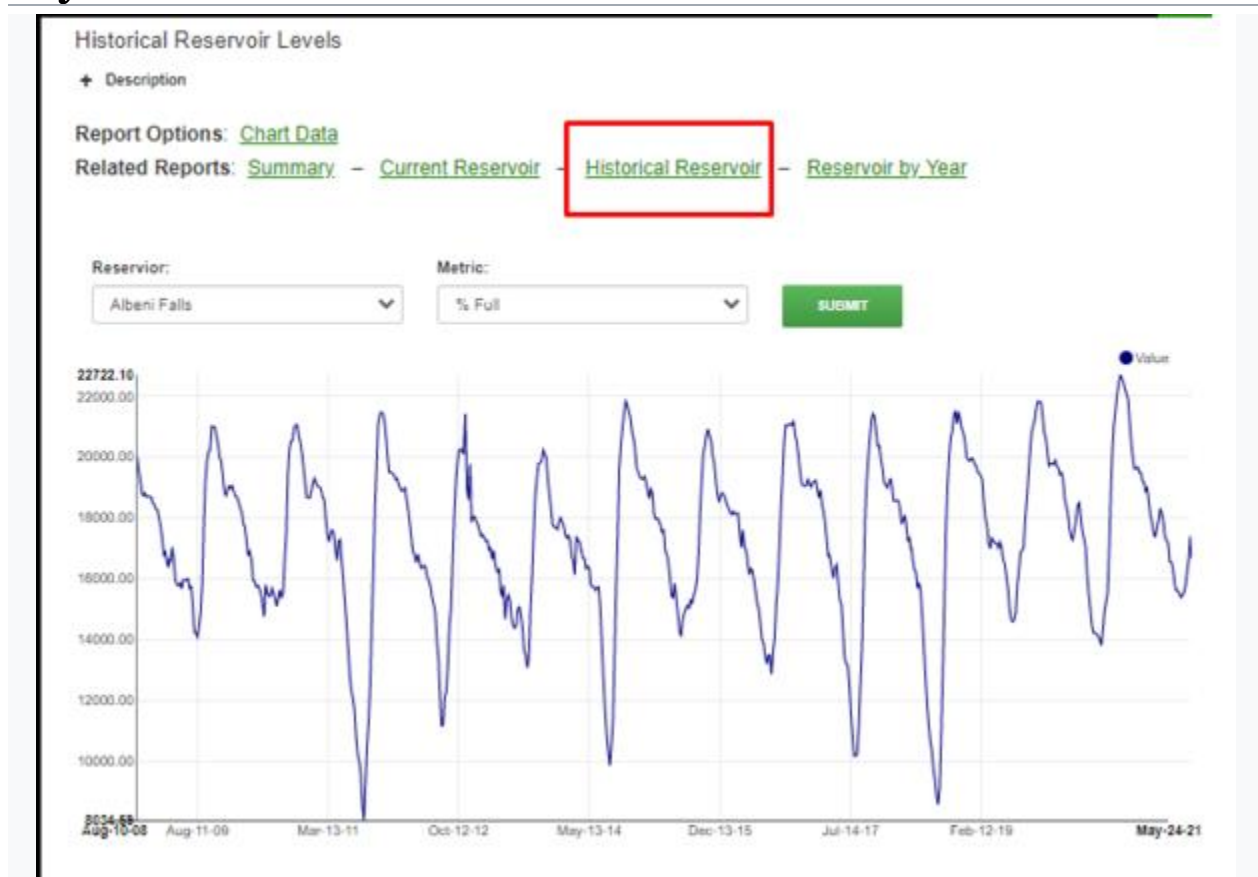 Historical Reservoir Levels
+ Description
Report Options: Chart Data
Related Reports: Summary – Current Reservoir – Historical Reservoir – Reservoir by Year
Reservior: Metric:
Albeni Falls % Full SUBMIT
Value
22722.10
22000.00
20000.00
18000.00
16000.00
14000.00
12000.00
10000.00
8034.59
Aug-10-08 Aug-11-09 Mar-13-11 Oct-12-12 May-13-14 Dec-13-15 Jul-14-17 Feb-12-19 May-24-21